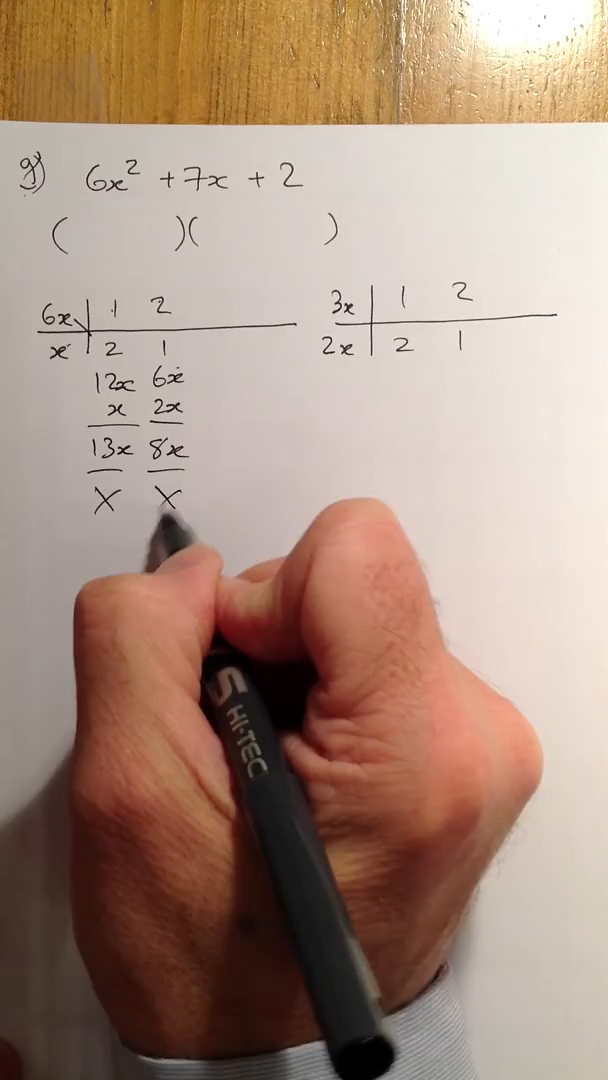 g) 6x² + 7x + 2
( )( )
6x | 1 2
x | 2 1
12x 6x
x 2x
13x 8x
X X
3x | 1 2
2x | 2 1
HI-TEC